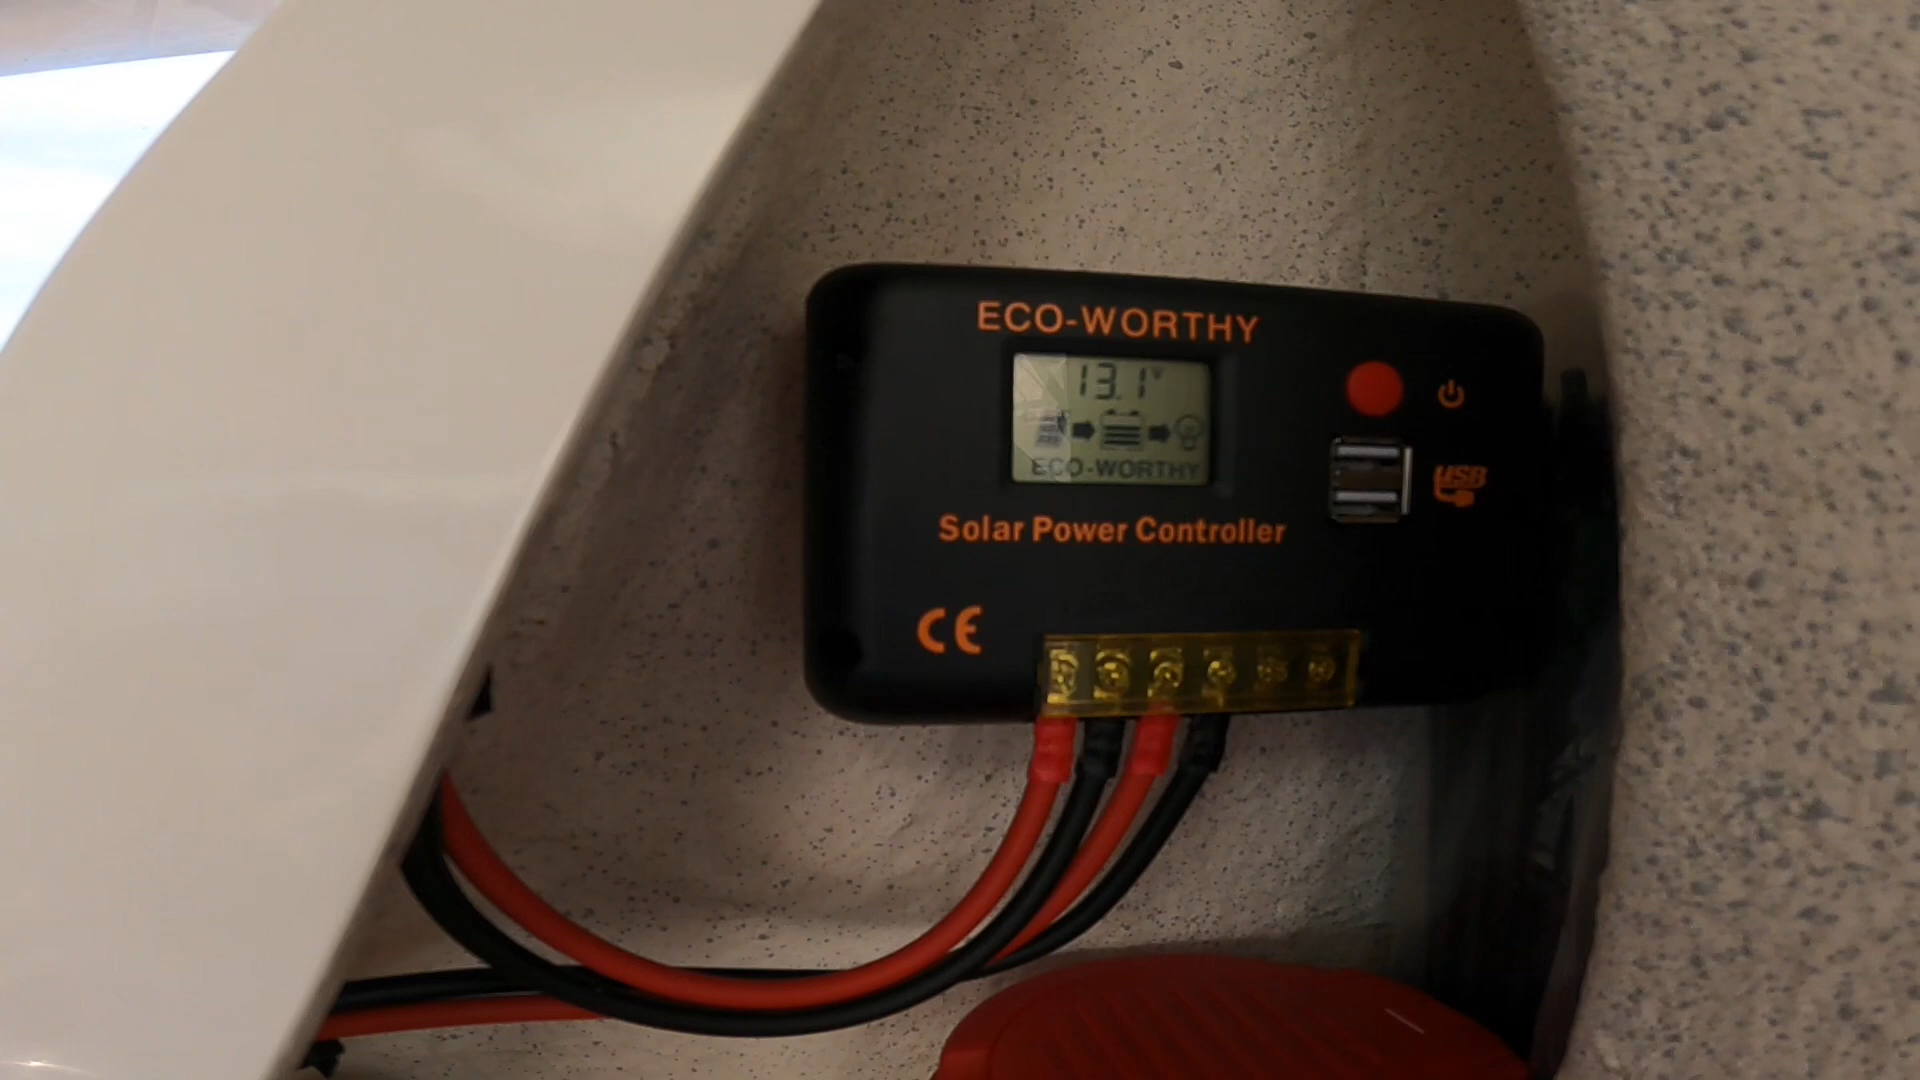 ECO-WORTHY
13.1V
ECO-WORTHY
USB
Solar Power Controller
CE